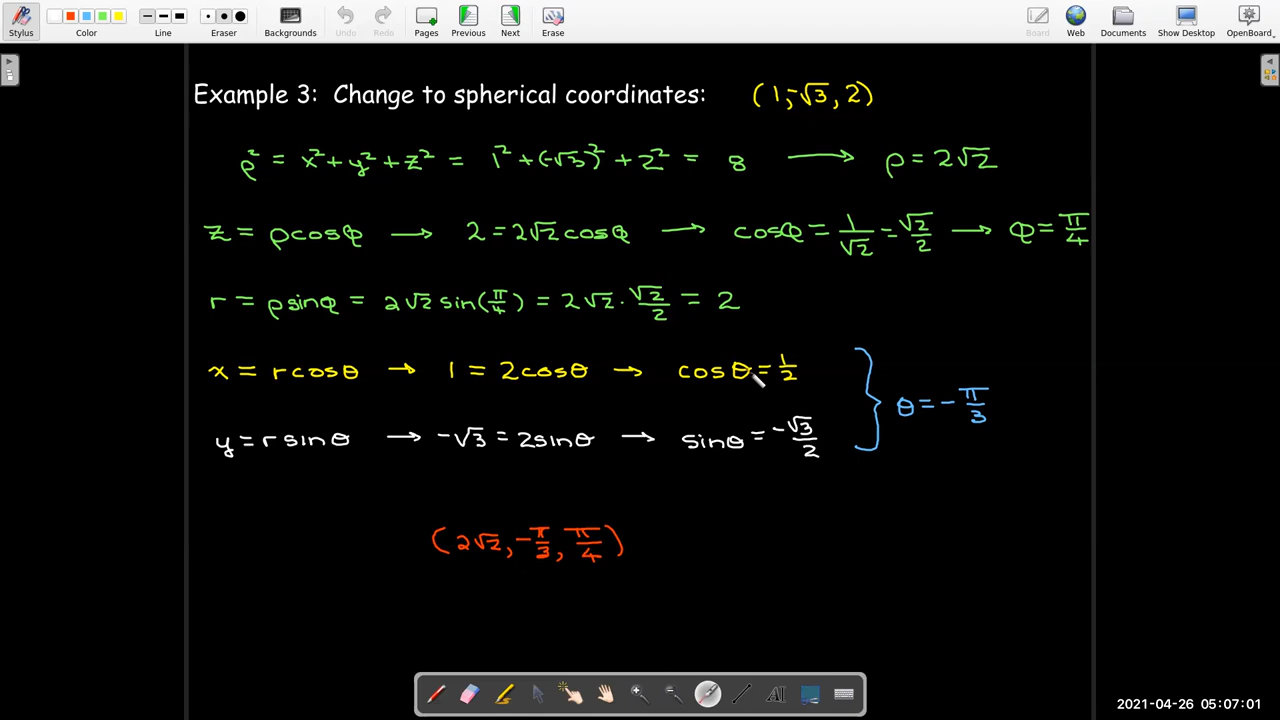 Stylus Color Line Eraser Backgrounds Undo Redo Pages Previous Next Erase Board Web Documents Show Desktop OpenBoard
Example 3: Change to spherical coordinates: (1,-√3,2)
ρ² = x²+y²+z² = 1²+(-√3)²+2² = 8 → ρ=2√2
z = ρcosφ → 2=2√2cosφ → cosφ=1/√2=√2/2 → φ=π/4
r = ρsinφ = 2√2 sin(π/4) = 2√2·√2/2 = 2
x = rcosθ → 1 = 2cosθ → cosθ=1/2
θ=-π/3
y=rsinθ → -√3=2sinθ → sinθ=-√3/2
(2√2,-π/3,π/4)
AI
2021-04-26 05:07:01